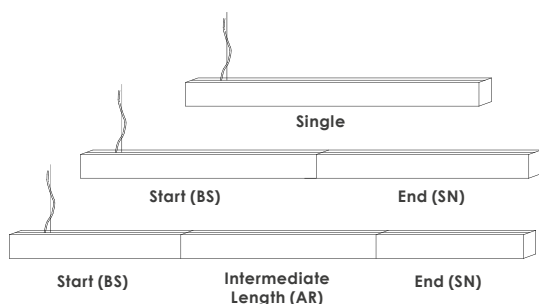 Single
Start (BS)
End (SN)
Start (BS)
Intermediate
Length (AR)
End (SN)